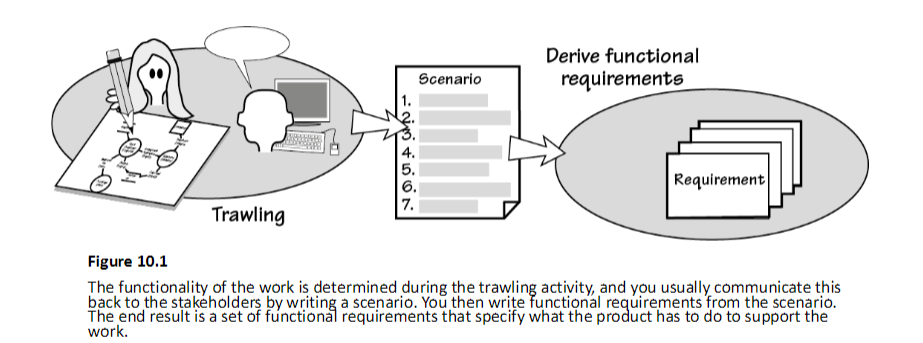 Derive functional
requirements
Scenario
1.
2.
3.
4.
5.
6.
7.
Requirement
Trawling
Figure 10.1
The functionality of the work is determined during the trawling activity, and you usually communicate this
back to the stakeholders by writing a scenario. You then write functional requirements from the scenario.
The end result is a set of functional requirements that specify what the product has to do to support the
work.